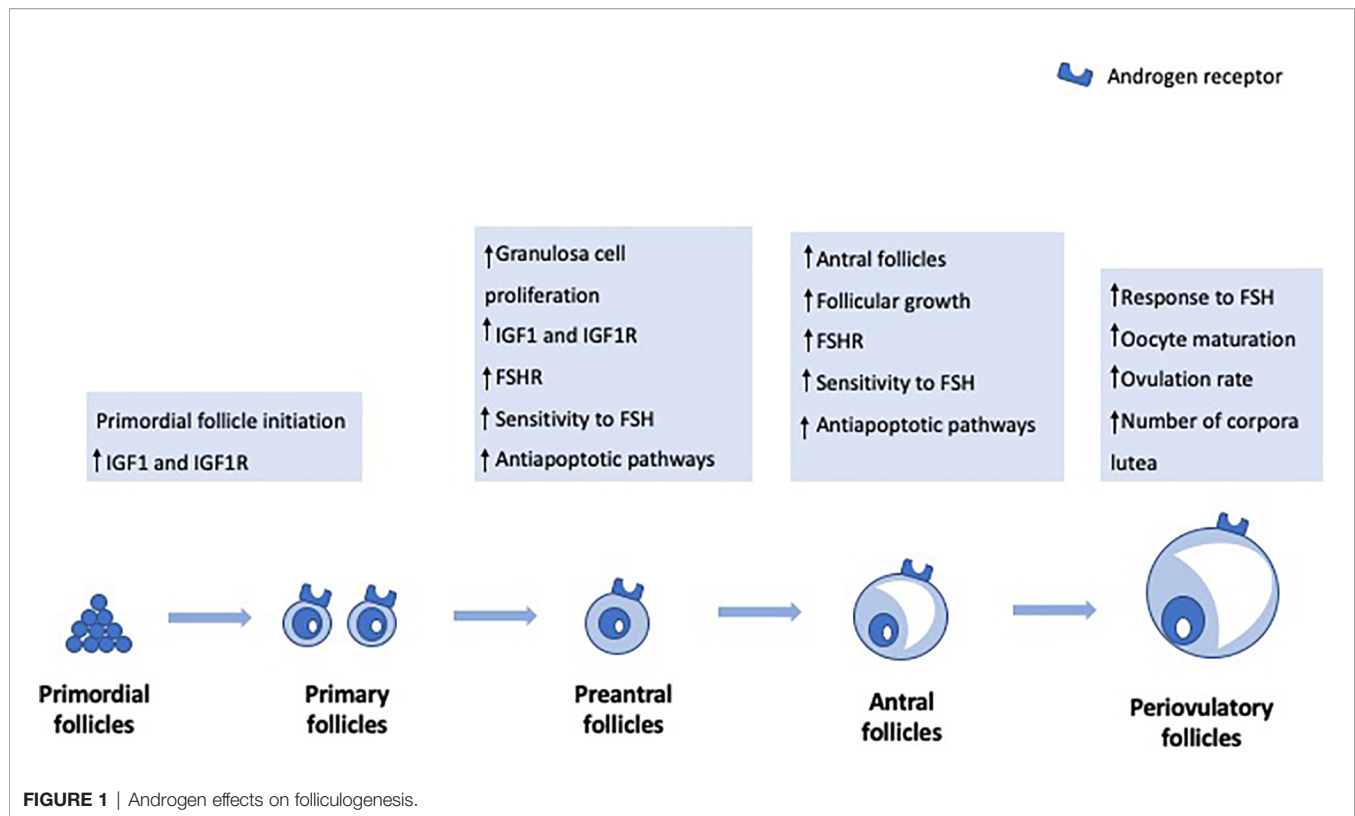 Androgen receptor
Primordial follicle initiation
↑IGF1 and IGF1R
↑Granulosa cell
proliferation
↑IGF1 and IGF1R
↑FSHR
↑Sensitivity to FSH
↑Antiapoptotic pathways
↑Antral follicles
↑Follicular growth
↑FSHR
↑Sensitivity to FSH
↑Antiapoptotic pathways
↑Response to FSH
↑Oocyte maturation
↑Ovulation rate
↑Number of corpora
lutea
Primordial
follicles
Primary
follicles
Preantral
follicles
Antral
follicles
Periovulatory
follicles
FIGURE 1 | Androgen effects on folliculogenesis.